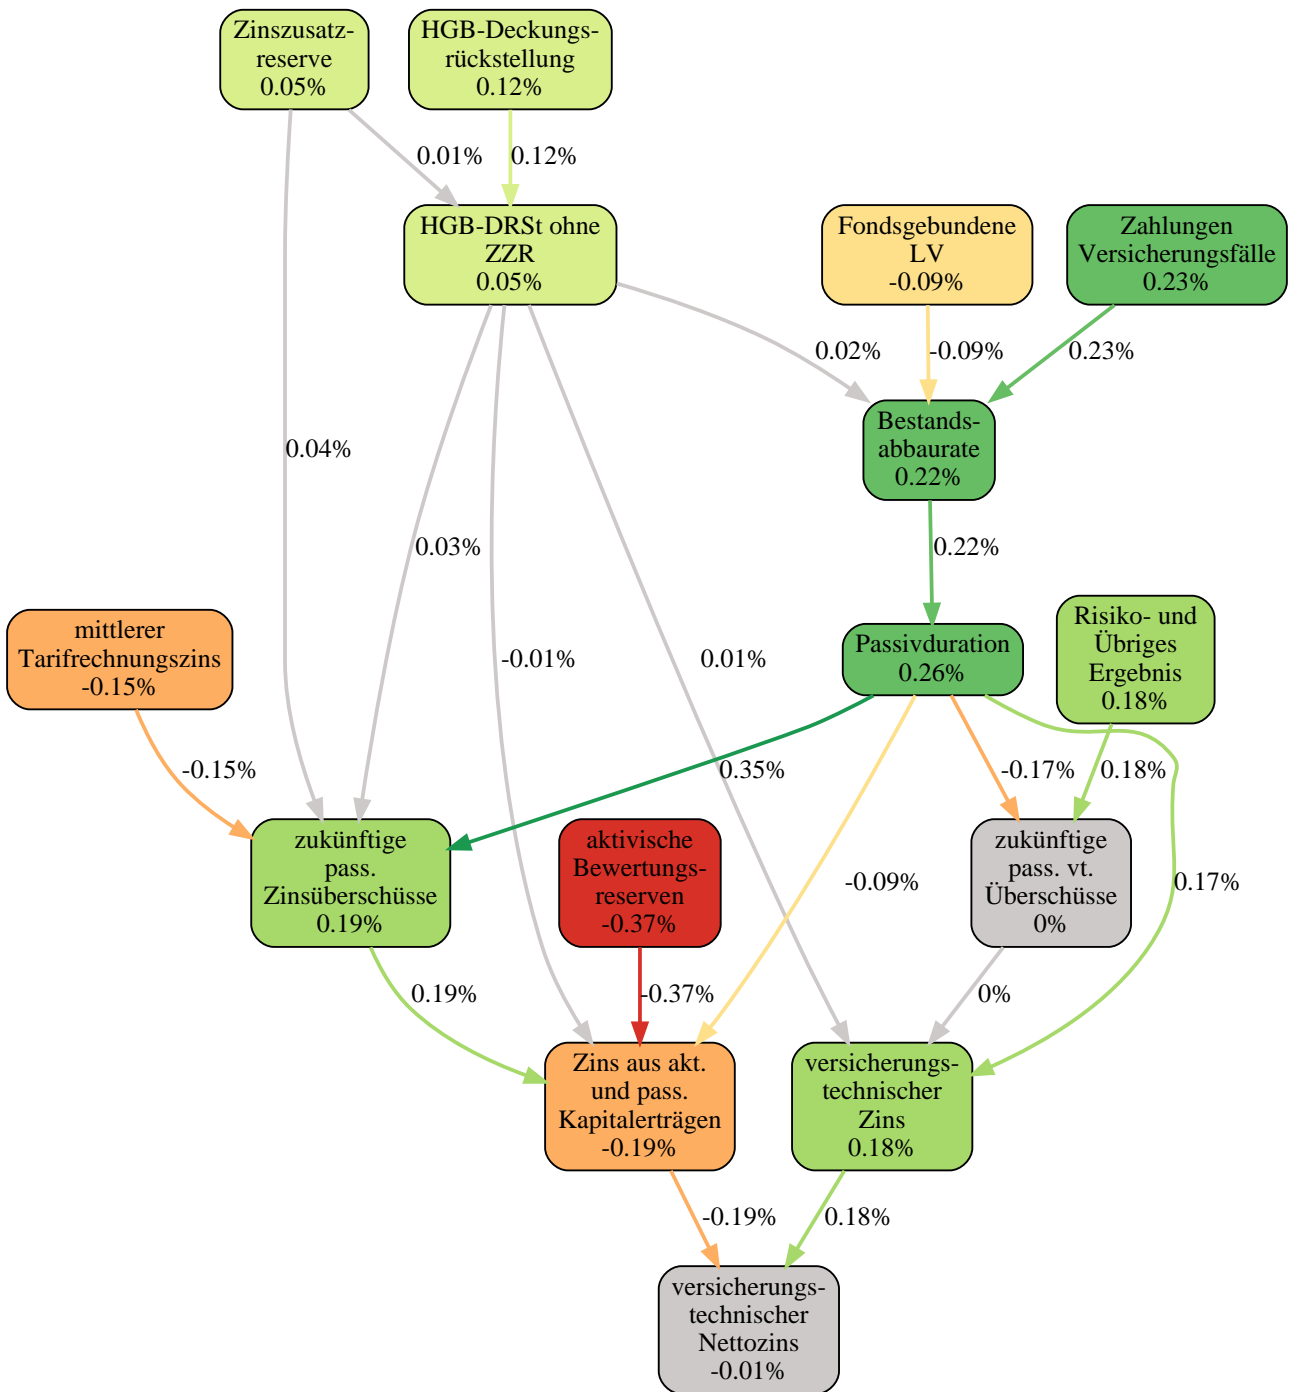 Zinszusatz-
reserve
0.05%
HGB-Deckungs-
rückstellung
0.12%
0.01%
0.12%
HGB-DRSt ohne
ZZR
0.05%
Fondsgebundene
LV
-0.09%
Zahlungen
Versicherungsfälle
0.23%
0.02%
-0.09%
0.23%
Bestands-
abbaurate
0.22%
0.04%
0.03%
0.22%
mittlerer
Tarifrechnungszins
-0.15%
-0.01%
0.01%
Passivduration
0.26%
Risiko- und
Übriges
Ergebnis
0.18%
-0.15%
0.35%
-0.17%
0.18%
zukünftige
pass.
Zinsüberschüsse
0.19%
aktivische
Bewertungs-
reserven
-0.37%
-0.09%
zukünftige
pass. vt.
Überschüsse
0%
0.17%
0.19%
-0.37%
0%
Zins aus akt.
und pass.
Kapitalerträgen
-0.19%
versicherungs-
technischer
Zins
0.18%
-0.19%
0.18%
versicherungs-
technischer
Nettozins
-0.01%